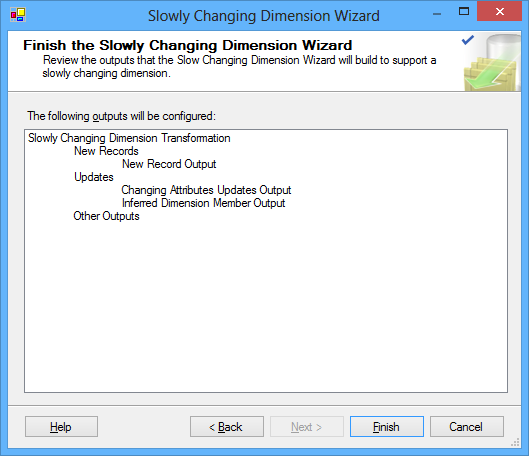 Slowly Changing Dimension Wizard
Finish the Slowly Changing Dimension Wizard
Review the outputs that the Slow Changing Dimension Wizard will build to support a
slowly changing dimension.
The following outputs will be configured:
Slowly Changing Dimension Transformation
New Records
New Record Output
Updates
Changing Attributes Updates Output
Inferred Dimension Member Output
Other Outputs
Help
< Back
Next >
Finish
Cancel